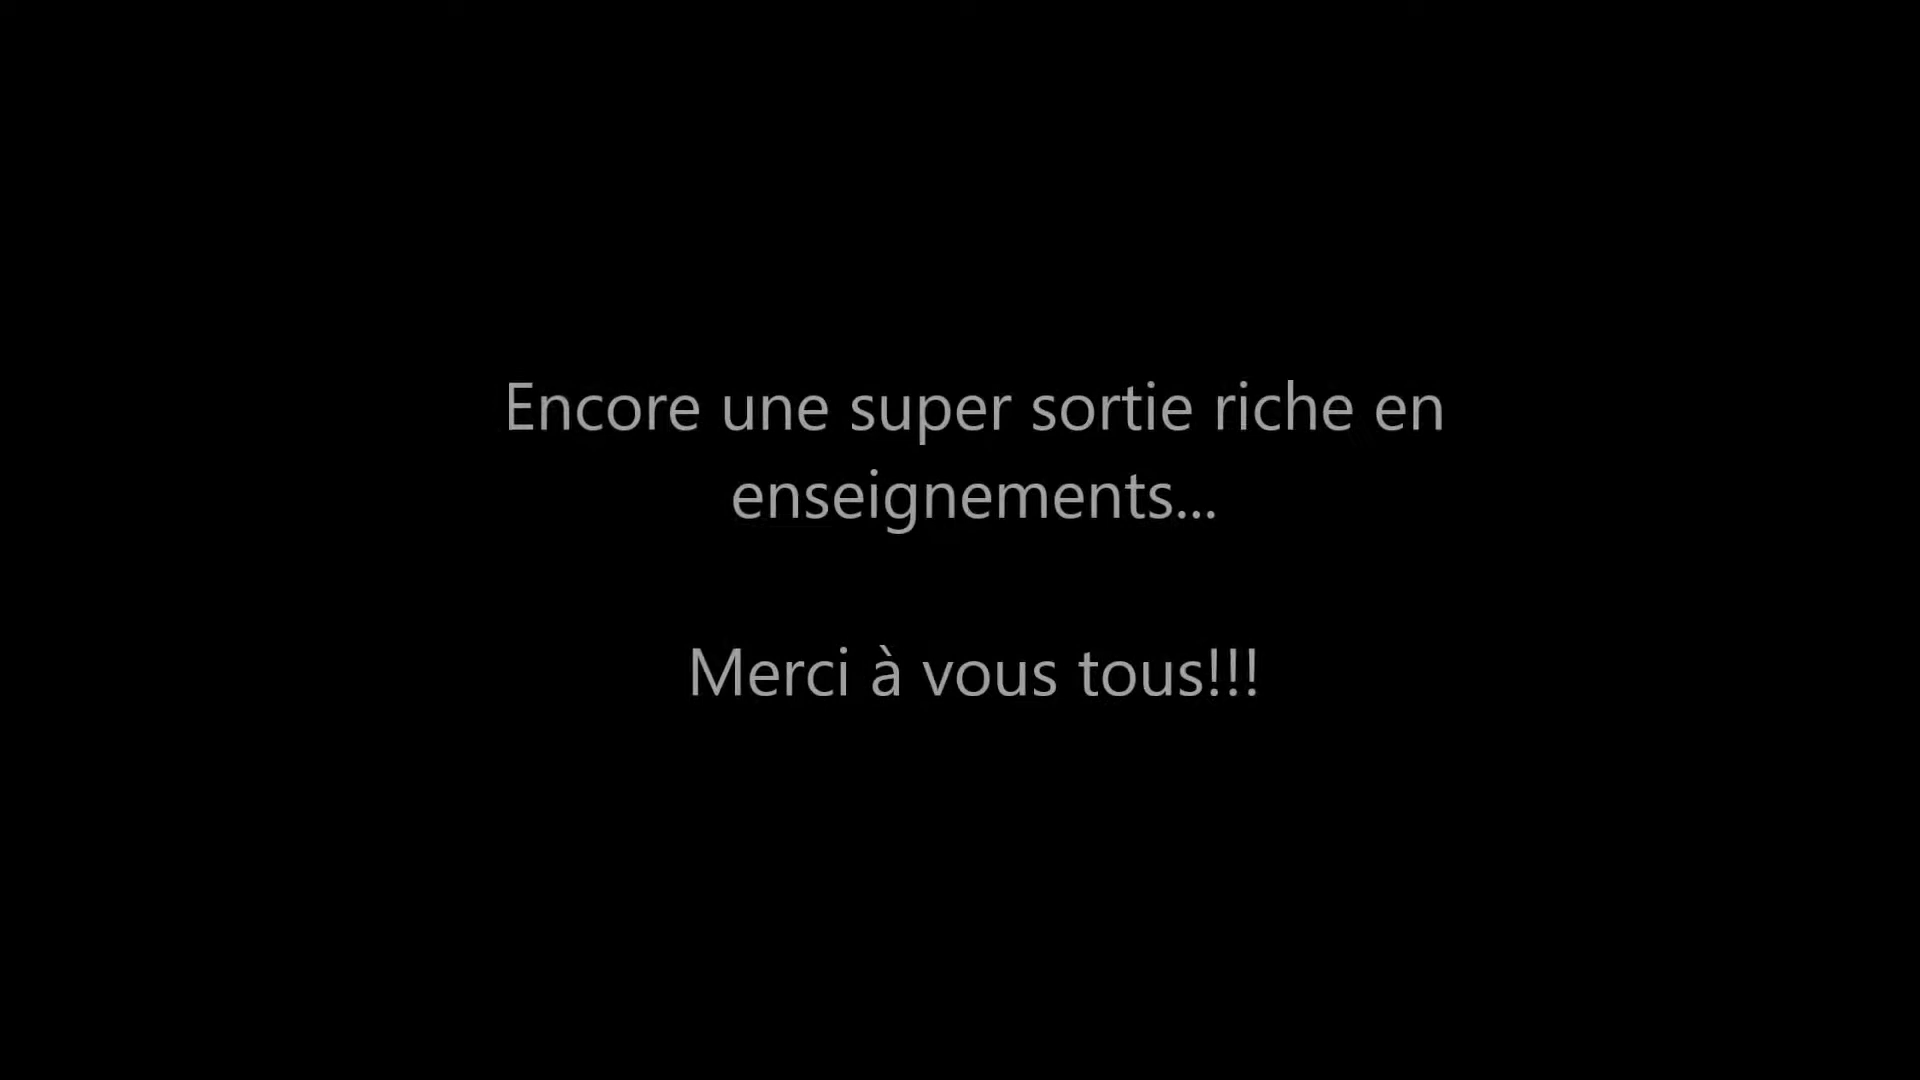 Encore une super sortie riche en
enseignements...
Merci à vous tous!!!